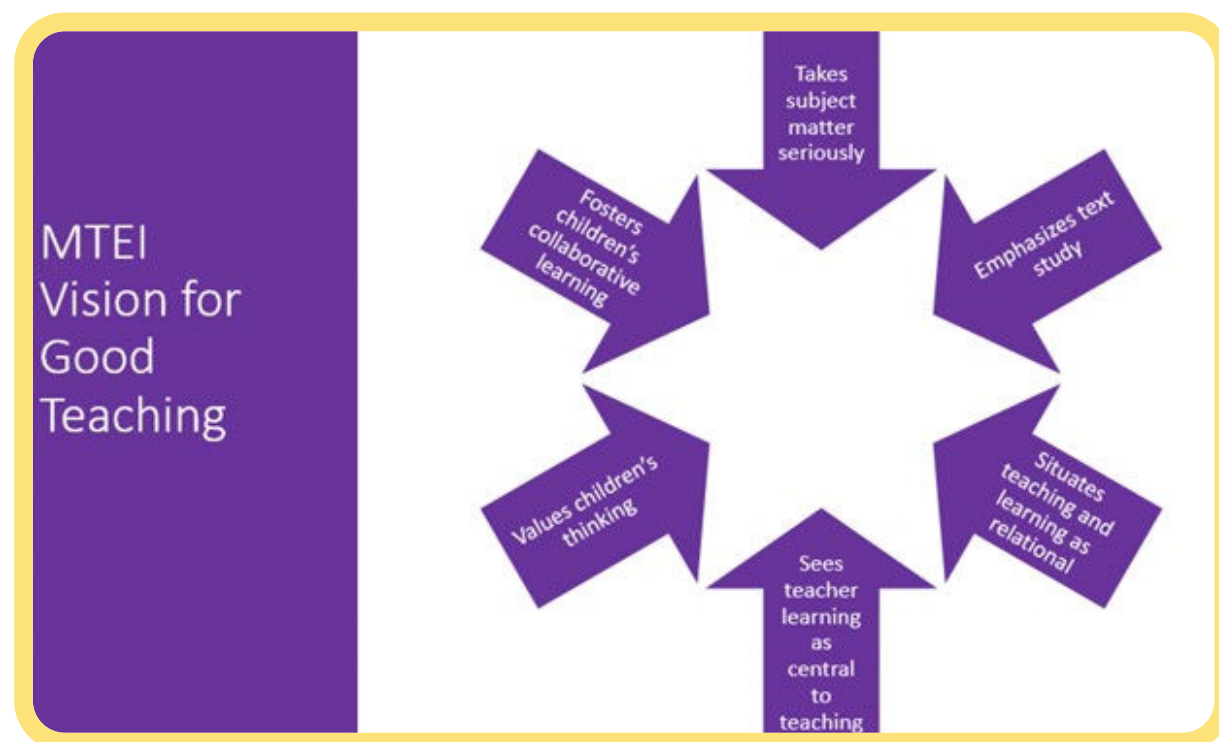 MTEI
Vision for
Good
Teaching
Takes
subject
matter
seriously
Emphasizes text
study
Situates
teaching and
learning as
relational
Sees
teacher
learning
as
central
to
teaching
Values children's
thinking
Fosters
children's
collaborative
learning